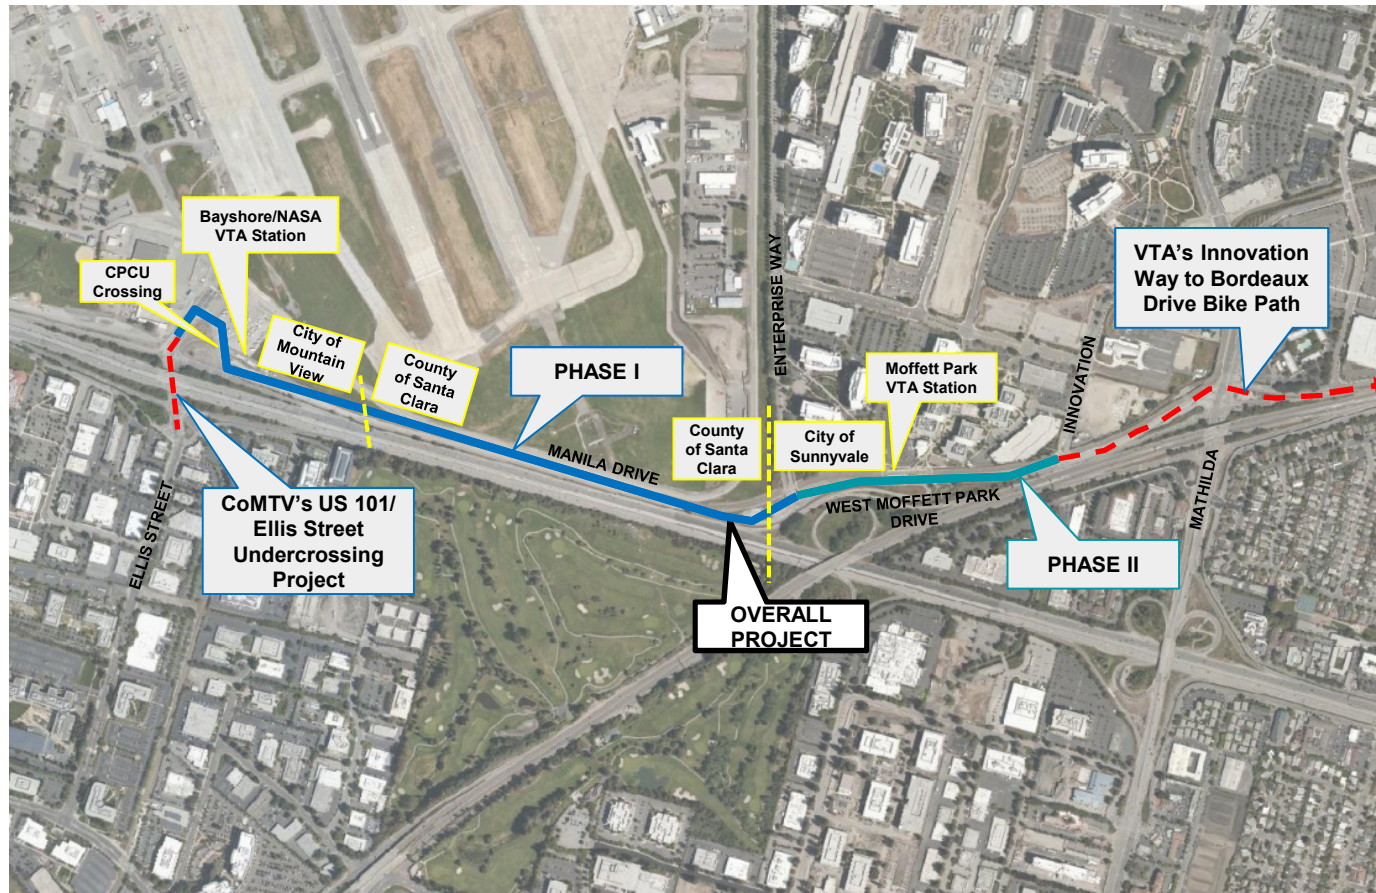 Bayshore/NASA
VTA Station
CPCU
Crossing
City of
Mountain
View
County
of Santa
Clara
PHASE I
MANILA DRIVE
ENTERPRISE WAY
County
of Santa
Clara
City of
Sunnyvale
Moffett Park
VTA Station
INNOVATION
VTA's Innovation
Way to Bordeaux
Drive Bike Path
WEST MOFFETT PARK
DRIVE
MATHILDA
PHASE II
OVERALL
PROJECT
CoMTV's US 101/
Ellis Street
Undercrossing
Project
ELLIS STREET